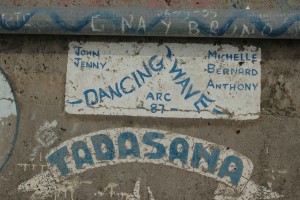 JOHN
JENNY
DANCING WAVE
ARC
87
MICHELLE
BERNARD
ANTHONY
TADASANA